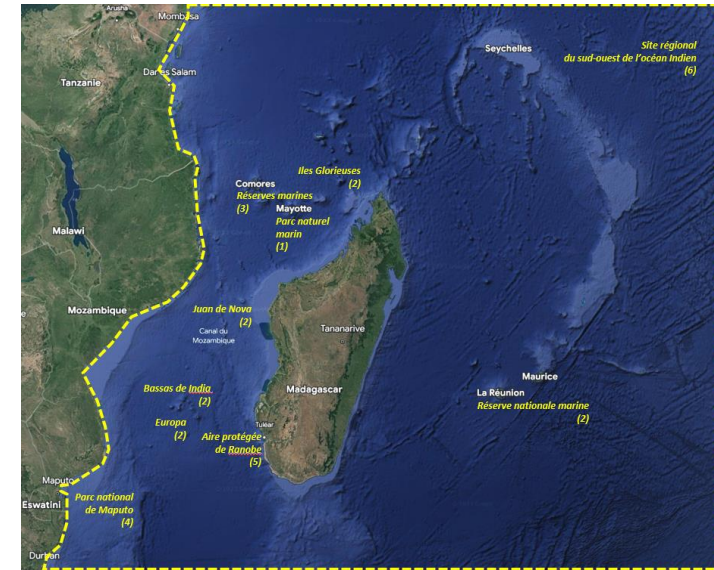 Arusha
Mombasa
Seychelles
Site régional
du sud-ouest de l'océan Indien
(6)
Dar es Salam
Tanzanie
Iles Glorieuses
(2)
Comores
Réserves marines
(3)
Mayotte
Parc naturel
marin
(1)
Malawi
Mozambique
Juan de Nova
(2)
Canal du
Mozambique
Tananarive
Maurice
Bassas de India
(2)
Madagascar
La Réunion
Réserve nationale marine
(2)
Europa
(2)
Tuléar
Aire protégée
de Ranobe
(5)
Maputo
Parc national
de Maputo
(4)
Eswatini
Durban